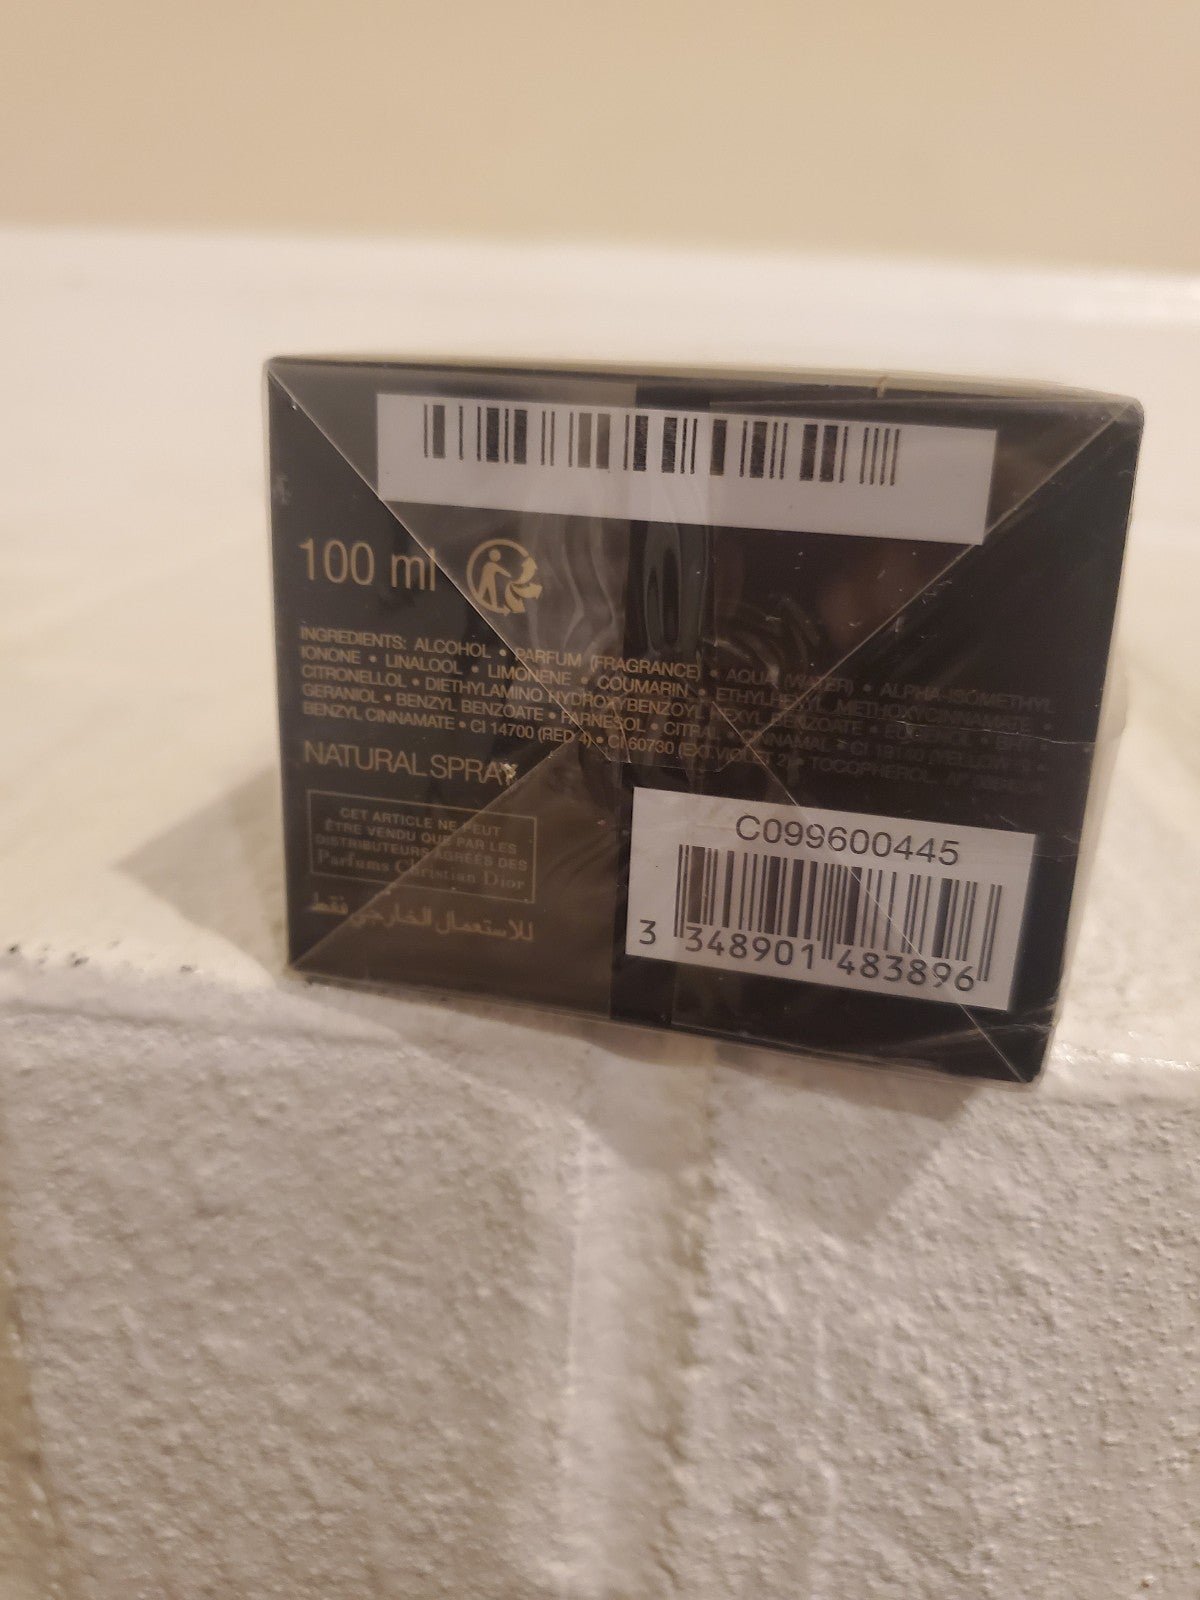 100 ml
INGREDIENTS: ALCOHOL • PARFUM (FRAGRANCE) • AQUA (WATER) • ALPHA-ISOMETHYL
IONONE • LINALOOL • LIMONENE • COUMARIN • ETHYLHEXYL METHOXYCINNAMATE •
CITRONELLOL • DIETHYLAMINO HYDROXYBENZOYL HEXYL BENZOATE • EUGENOL • BHT •
GERANIOL • BENZYL BENZOATE • FARNESOL • CITRAL • CINNAMAL • CI 19140 (YELLOW 5) •
BENZYL CINNAMATE • CI 14700 (RED 4) • CI 60730 (EXT. VIOLET 2) • TOCOPHEROL.
NATURAL SPRAY
CET ARTICLE NE PEUT
ÊTRE VENDU QUE PAR LES
DISTRIBUTEURS AGRÉÉS DES
Parfums Christian Dior
للاستعمال الخارجي فقط
C099600445
3 348901 483896